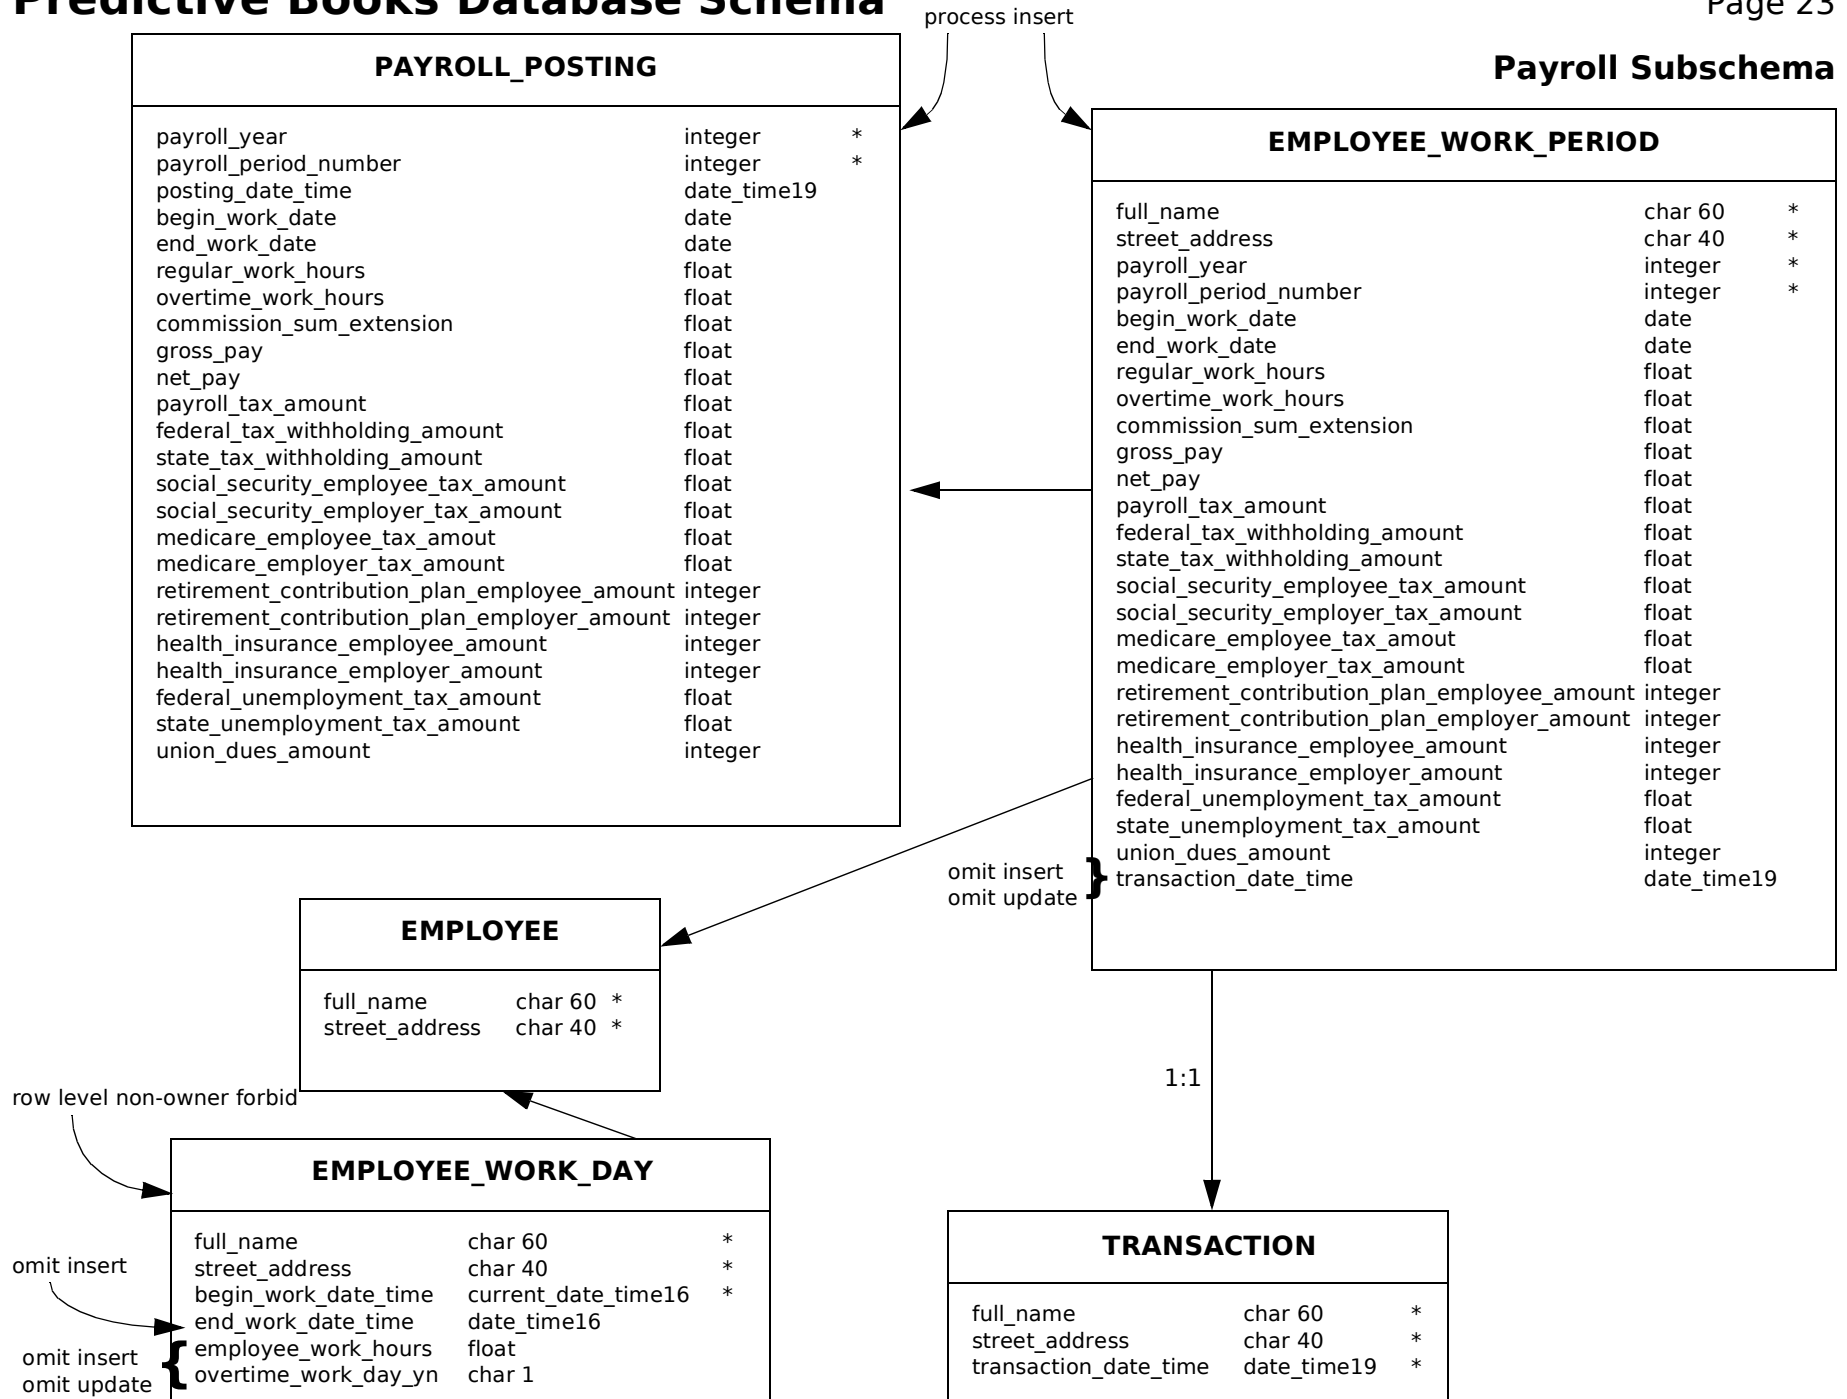 Predictive Books Database Schema
Page 23
process insert
Payroll Subschema
PAYROLL_POSTING
payroll_year integer *
payroll_period_number integer *
posting_date_time date_time19
begin_work_date date
end_work_date date
regular_work_hours float
overtime_work_hours float
commission_sum_extension float
gross_pay float
net_pay float
payroll_tax_amount float
federal_tax_withholding_amount float
state_tax_withholding_amount float
social_security_employee_tax_amount float
social_security_employer_tax_amount float
medicare_employee_tax_amout float
medicare_employer_tax_amount float
retirement_contribution_plan_employee_amount integer
retirement_contribution_plan_employer_amount integer
health_insurance_employee_amount integer
health_insurance_employer_amount integer
federal_unemployment_tax_amount float
state_unemployment_tax_amount float
union_dues_amount integer
EMPLOYEE_WORK_PERIOD
full_name char 60 *
street_address char 40 *
payroll_year integer *
payroll_period_number integer *
begin_work_date date
end_work_date date
regular_work_hours float
overtime_work_hours float
commission_sum_extension float
gross_pay float
net_pay float
payroll_tax_amount float
federal_tax_withholding_amount float
state_tax_withholding_amount float
social_security_employee_tax_amount float
social_security_employer_tax_amount float
medicare_employee_tax_amout float
medicare_employer_tax_amount float
retirement_contribution_plan_employee_amount integer
retirement_contribution_plan_employer_amount integer
health_insurance_employee_amount integer
health_insurance_employer_amount integer
federal_unemployment_tax_amount float
state_unemployment_tax_amount float
union_dues_amount integer
transaction_date_time date_time19
omit insert
omit update }
EMPLOYEE
full_name char 60 *
street_address char 40 *
1:1
row level non-owner forbid
EMPLOYEE_WORK_DAY
full_name char 60 *
street_address char 40 *
begin_work_date_time current_date_time16 *
end_work_date_time date_time16
employee_work_hours float
overtime_work_day_yn char 1
omit insert
omit insert
omit update {
TRANSACTION
full_name char 60 *
street_address char 40 *
transaction_date_time date_time19 *